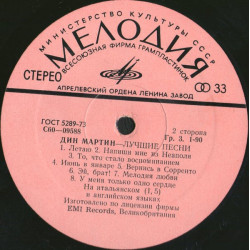 МИНИСТЕРСТВО КУЛЬТУРЫ СССР
МЕЛОДИЯ
ВСЕСОЮЗНАЯ ФИРМА ГРАМПЛАСТИНОК
СТЕРЕО
33
АПРЕЛЕВСКИЙ ОРДЕНА ЛЕНИНА ЗАВОД
ГОСТ 5289-73
С60—09588
2 сторона
Гр. 3. 1-90
ДИН МАРТИН—ЛУЧШИЕ ПЕСНИ
1. Летаю 2. Напиши мне из Неаполя
3. То, что стало воспоминанием
4. Июнь в январе 5. Вернись в Сорренто
6. Эй, брат! 7. Мелодия любви
8. У меня только одно сердце
На итальянском (1, 5)
и английском языках
Изготовлено по лицензии фирмы
EMI Records, Великобритания